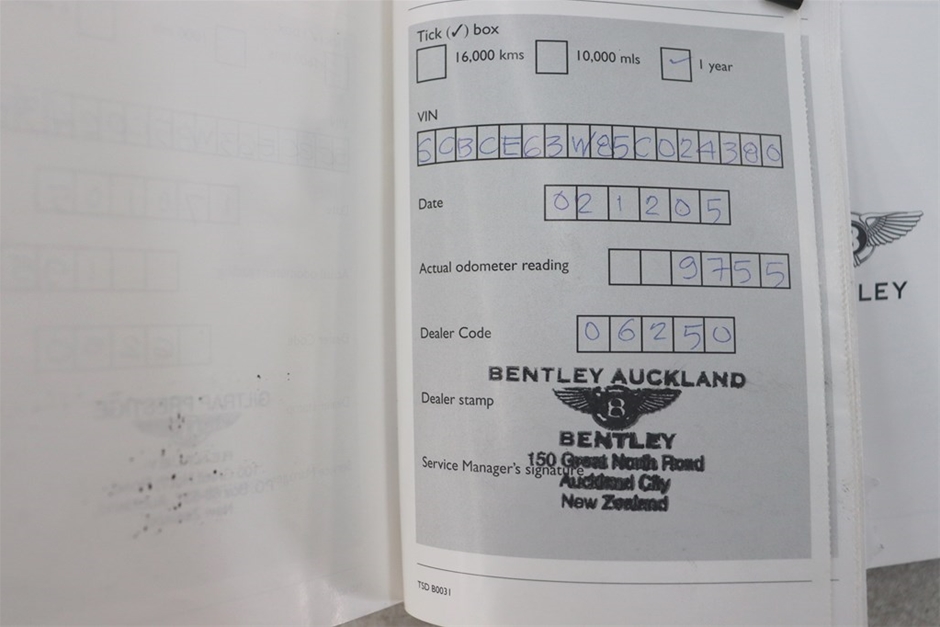 Tick (✓) box
16,000 kms 10,000 mls ✓ 1 year
VIN
SCBCE63W85C024380
Date 021205
Actual odometer reading 9755
Dealer Code 06250
BENTLEY AUCKLAND
Dealer stamp
B
BENTLEY
150 Great North Road
Service Manager's signature
Auckland City
New Zealand
TSD B0031
B
LEY